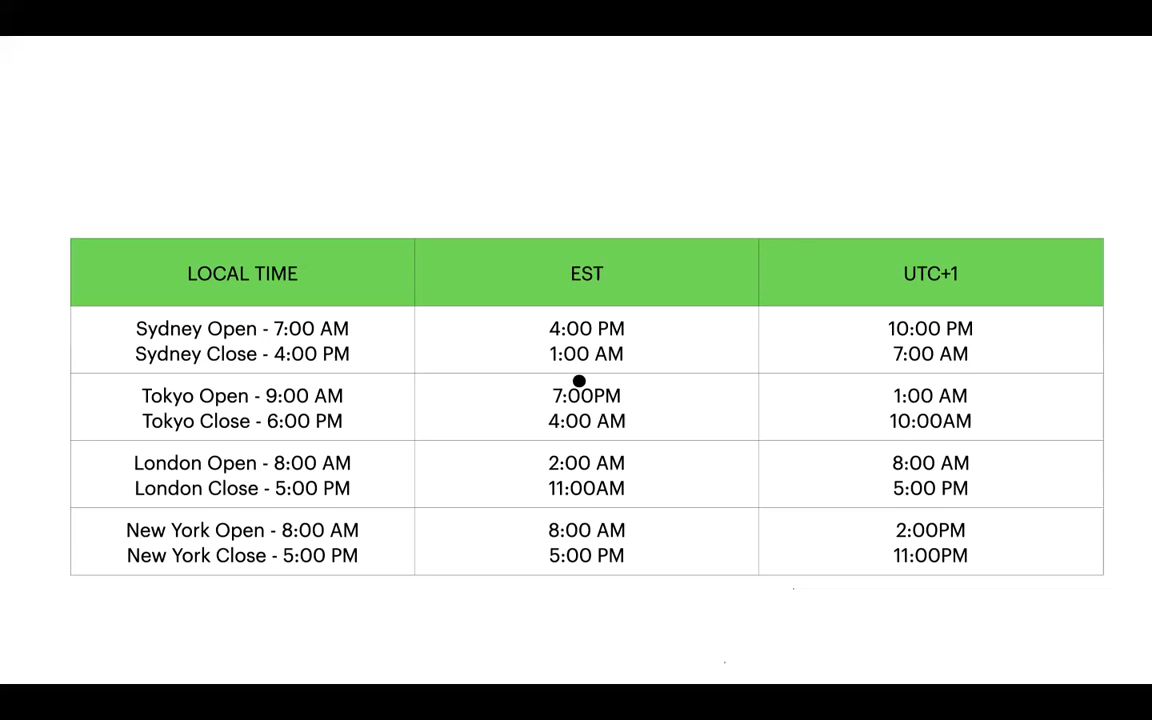 LOCAL TIME EST UTC+1
Sydney Open - 7:00 AM 4:00 PM 10:00 PM
Sydney Close - 4:00 PM 1:00 AM 7:00 AM
Tokyo Open - 9:00 AM 7:00PM 1:00 AM
Tokyo Close - 6:00 PM 4:00 AM 10:00AM
London Open - 8:00 AM 2:00 AM 8:00 AM
London Close - 5:00 PM 11:00AM 5:00 PM
New York Open - 8:00 AM 8:00 AM 2:00PM
New York Close - 5:00 PM 5:00 PM 11:00PM